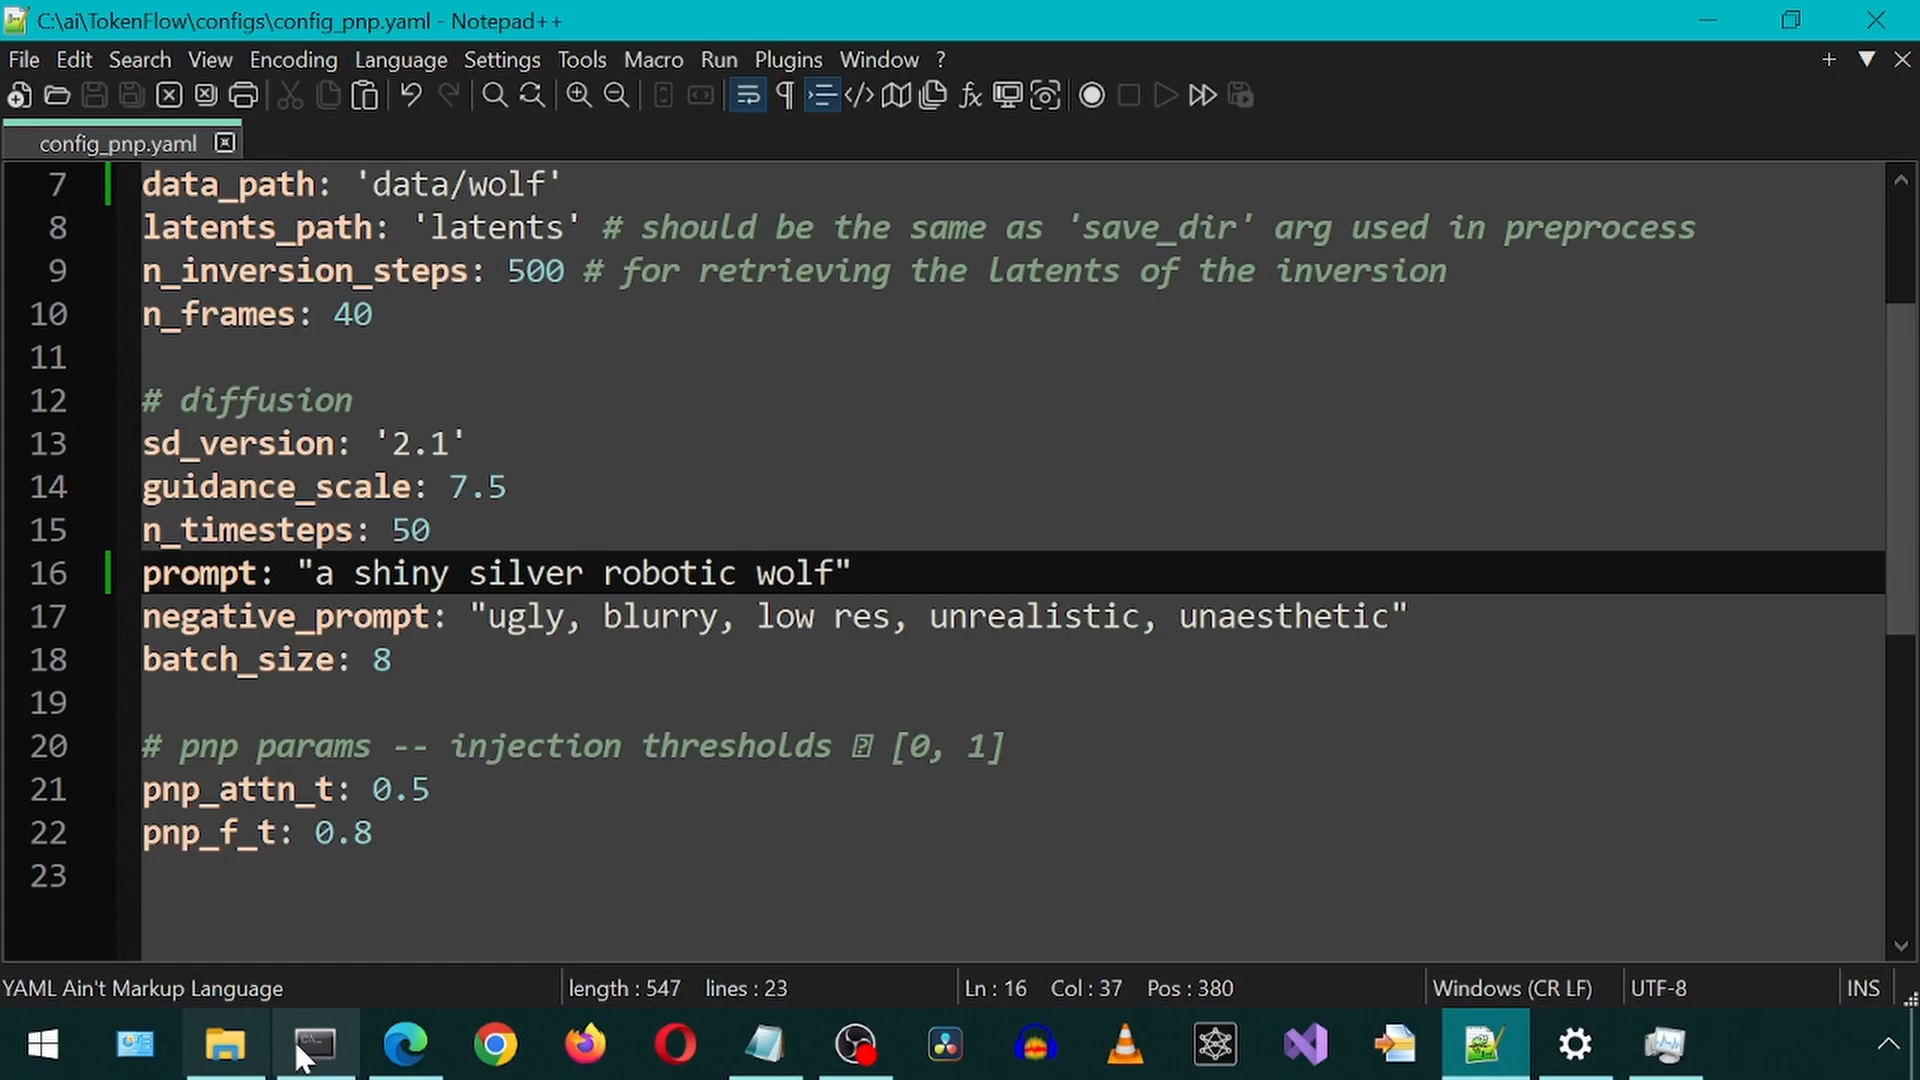 C:\ai\TokenFlow\configs\config_pnp.yaml - Notepad++
File Edit Search View Encoding Language Settings Tools Macro Run Plugins Window ?
config_pnp.yaml
7 data_path: 'data/wolf'
8 latents_path: 'latents' # should be the same as 'save_dir' arg used in preprocess
9 n_inversion_steps: 500 # for retrieving the latents of the inversion
10 n_frames: 40
11
12 # diffusion
13 sd_version: '2.1'
14 guidance_scale: 7.5
15 n_timesteps: 50
16 prompt: "a shiny silver robotic wolf"
17 negative_prompt: "ugly, blurry, low res, unrealistic, unaesthetic"
18 batch_size: 8
19
20 # pnp params -- injection thresholds [0, 1]
21 pnp_attn_t: 0.5
22 pnp_f_t: 0.8
23
YAML Ain't Markup Language length : 547 lines : 23 Ln : 16 Col : 37 Pos : 380 Windows (CR LF) UTF-8 INS